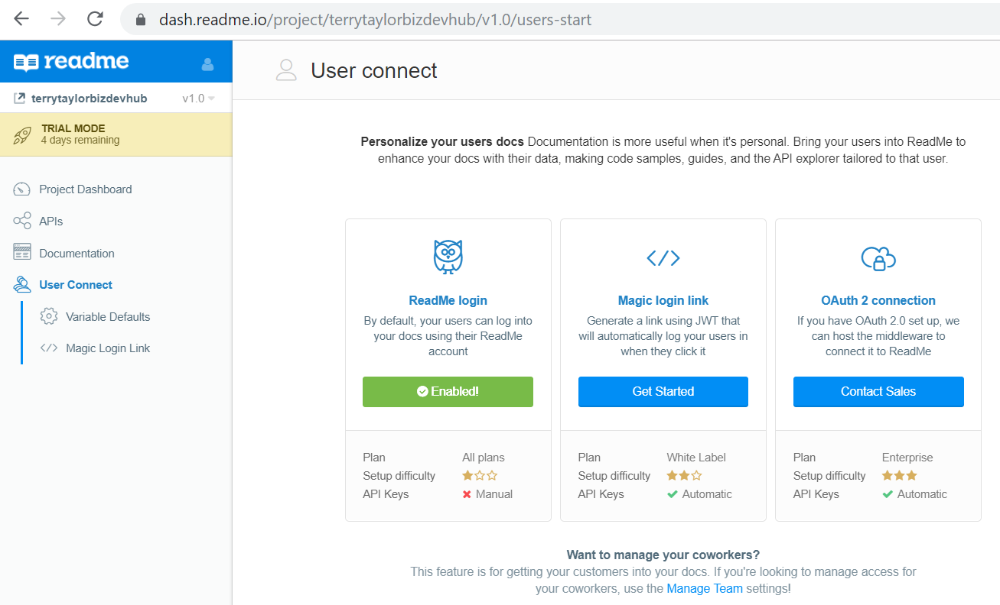 dash.readme.io/project/terrytaylorbizdevhub/v1.0/users-start
readme
terrytaylorbizdevhub v1.0
TRIAL MODE
4 days remaining
Project Dashboard
APIs
Documentation
User Connect
Variable Defaults
Magic Login Link
User connect
Personalize your users docs Documentation is more useful when it's personal. Bring your users into ReadMe to
enhance your docs with their data, making code samples, guides, and the API explorer tailored to that user.
ReadMe login
By default, your users can log into
your docs using their ReadMe
account
Enabled!
Plan All plans
Setup difficulty
API Keys Manual
Magic login link
Generate a link using JWT that
will automatically log your users in
when they click it
Get Started
Plan White Label
Setup difficulty
API Keys Automatic
OAuth 2 connection
If you have OAuth 2.0 set up, we
can host the middleware to
connect it to ReadMe
Contact Sales
Plan Enterprise
Setup difficulty
API Keys Automatic
Want to manage your coworkers?
This feature is for getting your customers into your docs. If you're looking to manage access for
your coworkers, use the Manage Team settings!